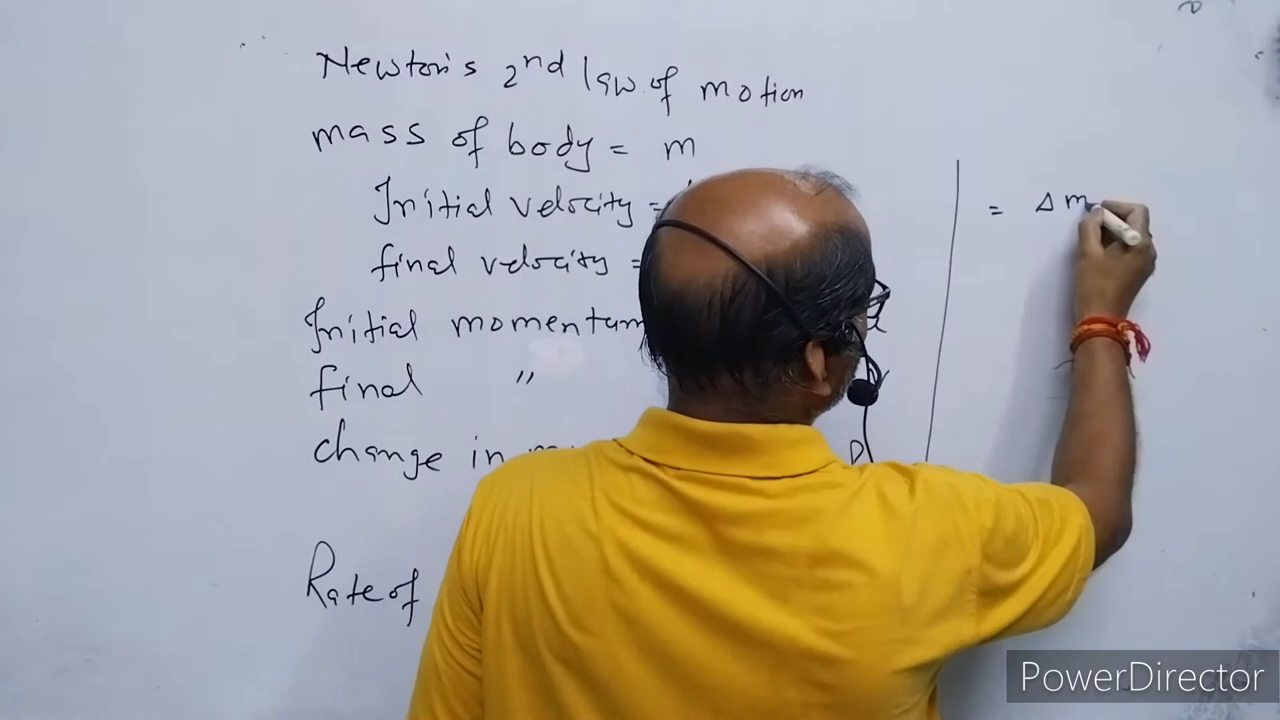 Newton's 2nd law of motion
mass of body = m
Initial velocity =
final velocity =
Initial momentum
final "
change in
Rate of
= Δm
PowerDirector